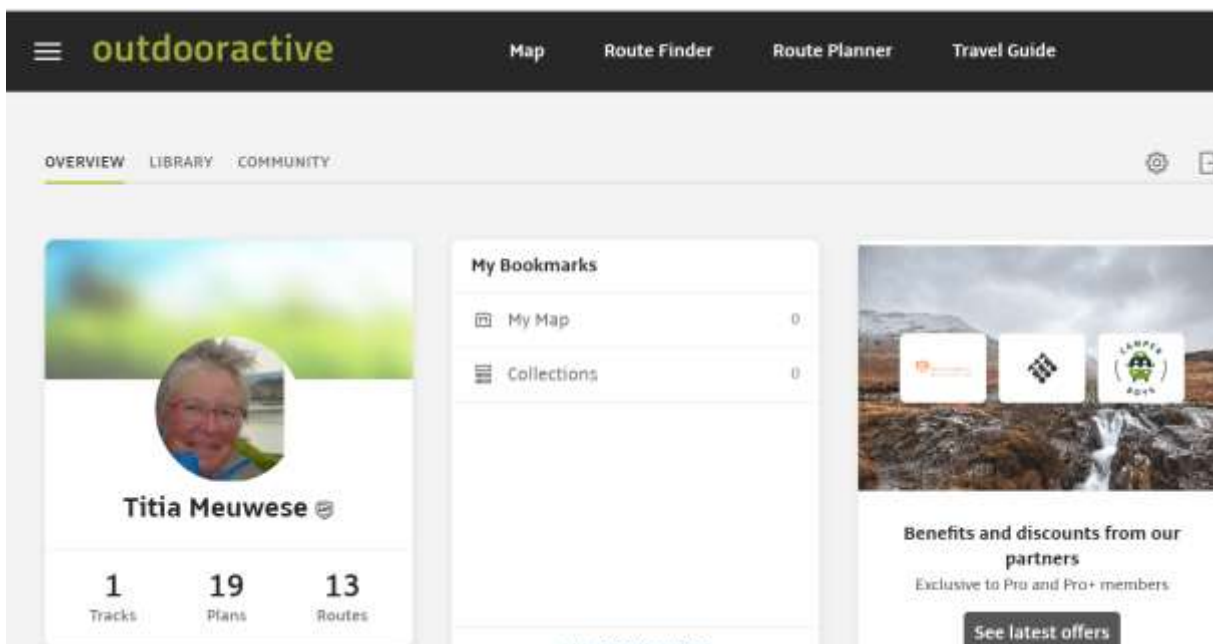 outdooractive
Map Route Finder Route Planner Travel Guide
OVERVIEW LIBRARY COMMUNITY
My Bookmarks
My Map 0
Collections 0
Titia Meuwese
1 19 13
Tracks Plans Routes
CAMPER
BOYS
Benefits and discounts from our
partners
Exclusive to Pro and Pro+ members
See latest offers